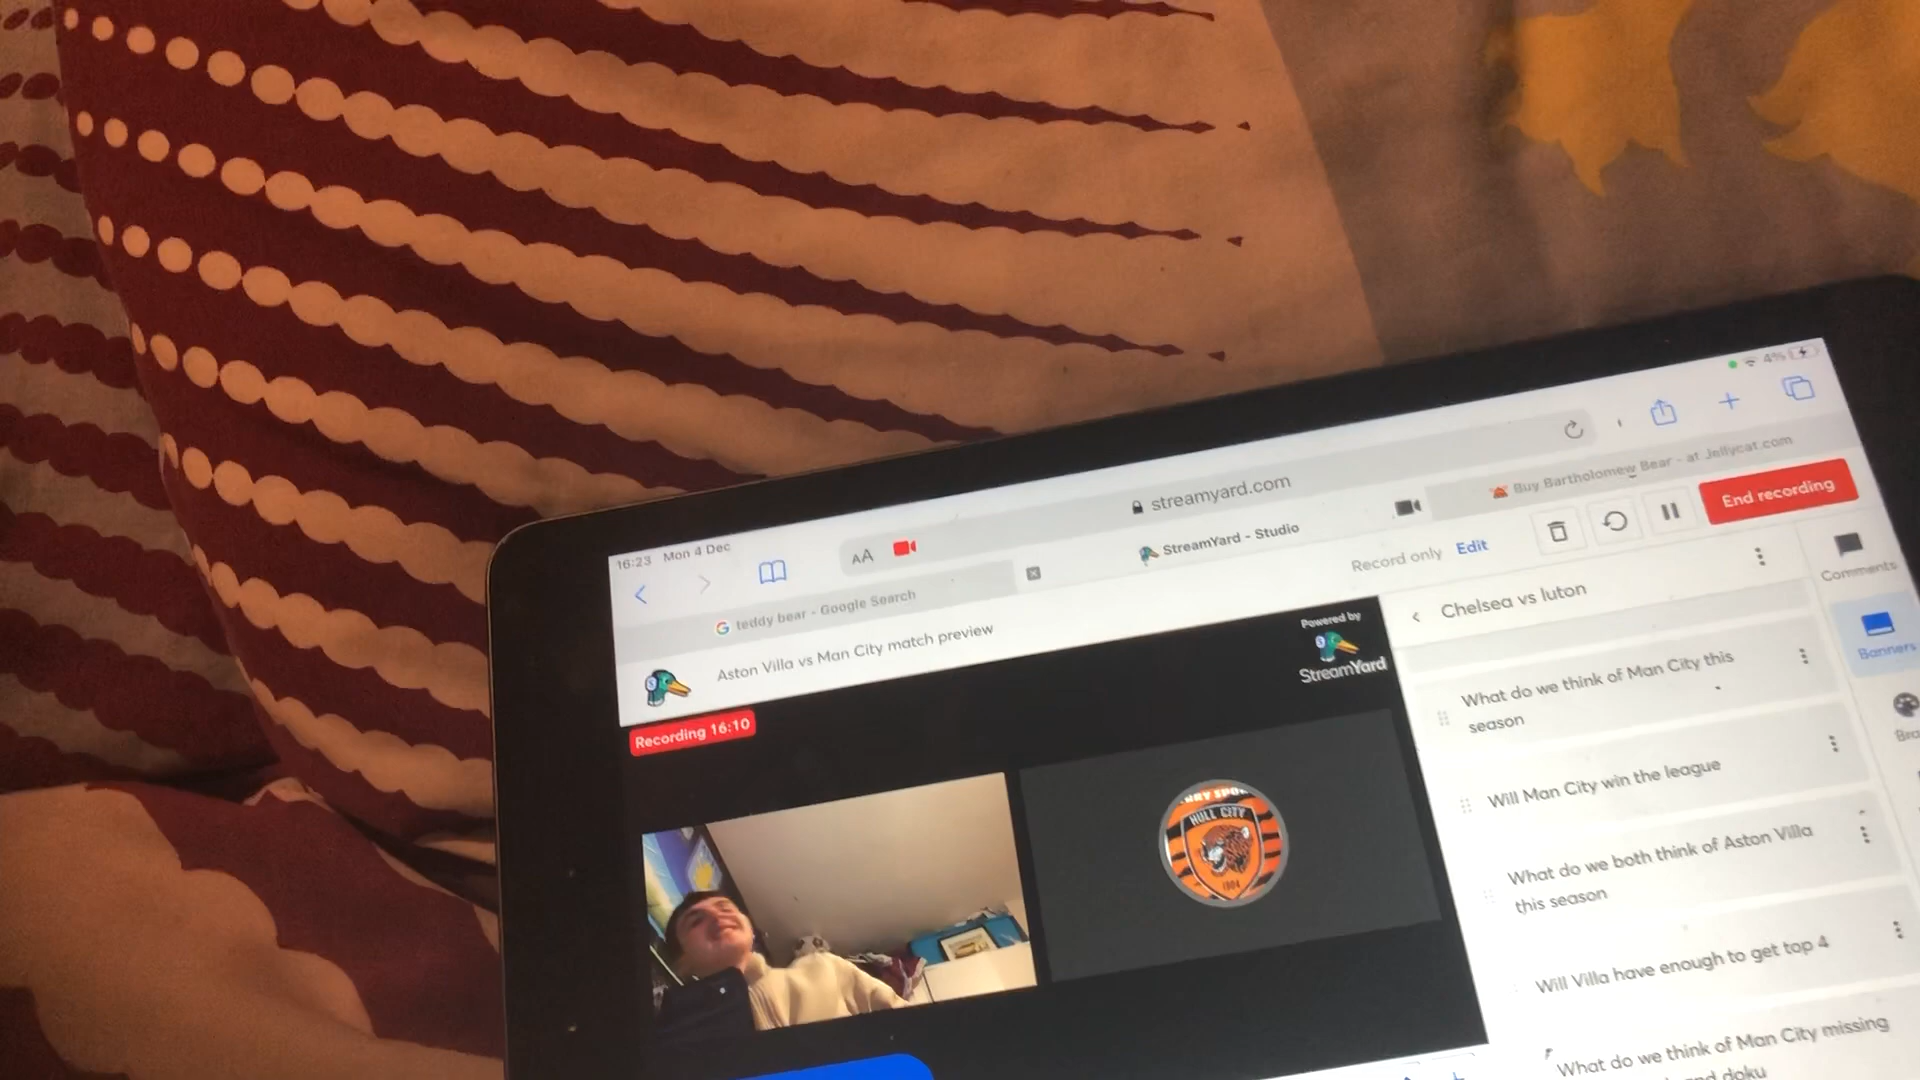 16:23 Mon 4 Dec
4%
AA
streamyard.com
teddy bear - Google Search
StreamYard - Studio
Buy Bartholomew Bear - at Jellycat.com
Aston Villa vs Man City match preview
Record only Edit
End recording
Recording 16:10
Powered by
StreamYard
HULL CITY
1904
Chelsea vs luton
What do we think of Man City this
season
Will Man City win the league
What do we both think of Aston Villa
this season
Will Villa have enough to get top 4
What do we think of Man City missing
and doku
Comments
Banners